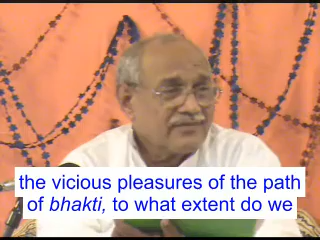 the vicious pleasures of the path
of bhakti, to what extent do we